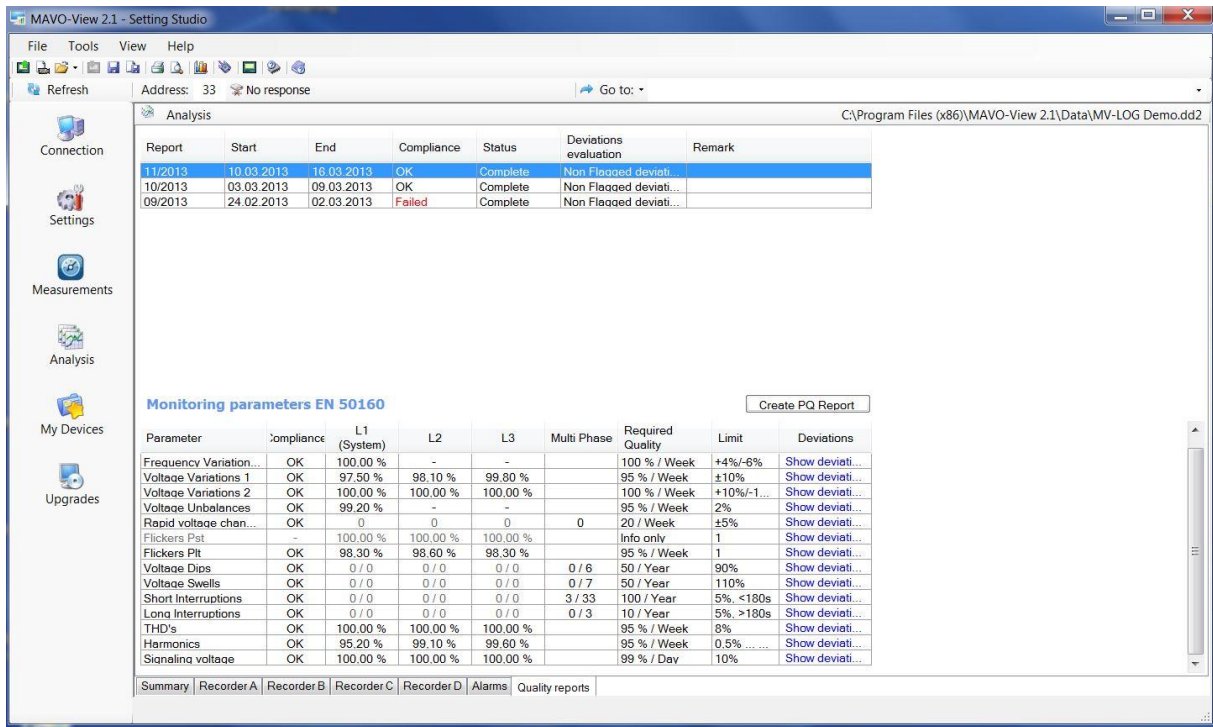 MAVO-View 2.1 - Setting Studio
File Tools View Help
Refresh Address: 33 No response Go to:
Analysis C:\Program Files (x86)\MAVO-View 2.1\Data\MV-LOG Demo.dd2
Connection
Settings
Measurements
Analysis
My Devices
Upgrades
Report Start End Compliance Status Deviations evaluation Remark
11/2013 10.03.2013 16.03.2013 OK Complete Non Flagged deviati...
10/2013 03.03.2013 09.03.2013 OK Complete Non Flagged deviati...
09/2013 24.02.2013 02.03.2013 Failed Complete Non Flagged deviati...
Monitoring parameters EN 50160 Create PQ Report
Parameter Compliance L1 (System) L2 L3 Multi Phase Required Quality Limit Deviations
Frequency Variation... OK 100.00 % - - 100 % / Week +4%/-6% Show deviati...
Voltage Variations 1 OK 97.50 % 98.10 % 99.80 % 95 % / Week ±10% Show deviati...
Voltage Variations 2 OK 100.00 % 100.00 % 100.00 % 100 % / Week +10%/-1... Show deviati...
Voltage Unbalances OK 99.20 % - - 95 % / Week 2% Show deviati...
Rapid voltage chan... OK 0 0 0 0 20 / Week ±5% Show deviati...
Flickers Pst - 100.00 % 100.00 % 100.00 % Info only 1 Show deviati...
Flickers Plt OK 98.30 % 98.60 % 98.30 % 95 % / Week 1 Show deviati...
Voltage Dips OK 0 / 0 0 / 0 0 / 0 0 / 6 50 / Year 90% Show deviati...
Voltage Swells OK 0 / 0 0 / 0 0 / 0 0 / 7 50 / Year 110% Show deviati...
Short Interruptions OK 0 / 0 0 / 0 0 / 0 3 / 33 100 / Year 5%, <180s Show deviati...
Long Interruptions OK 0 / 0 0 / 0 0 / 0 0 / 3 10 / Year 5%, >180s Show deviati...
THD's OK 100.00 % 100.00 % 100.00 % 95 % / Week 8% Show deviati...
Harmonics OK 95.20 % 99.10 % 99.60 % 95 % / Week 0.5% ... ... Show deviati...
Signaling voltage OK 100.00 % 100.00 % 100.00 % 99 % / Day 10% Show deviati...
Summary Recorder A Recorder B Recorder C Recorder D Alarms Quality reports